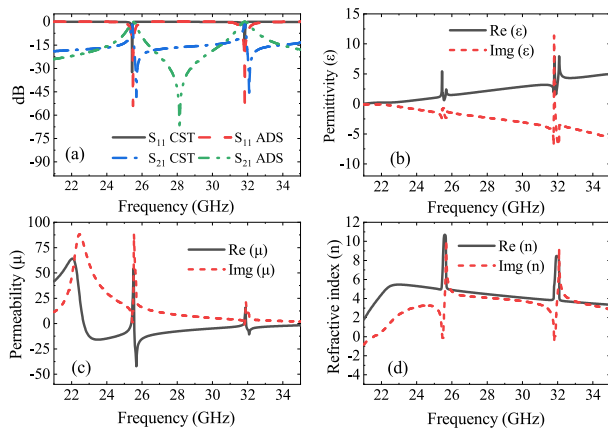 0
-15
-30
-45
-60
-75
-90
dB
(a)
S11 CST
S11 ADS
S21 CST
S21 ADS
22 24 26 28 30 32 34
Frequency (GHz)
15
10
5
0
-5
-10
Permittivity (ε)
Re (ε)
Img (ε)
(b)
22 24 26 28 30 32 34
Frequency (GHz)
100
75
50
25
0
-25
-50
Permeability (μ)
Re (μ)
Img (μ)
(c)
22 24 26 28 30 32 34
Frequency (GHz)
12
10
8
6
4
2
0
-2
-4
Refractive index (n)
Re (n)
Img (n)
(d)
22 24 26 28 30 32 34
Frequency (GHz)